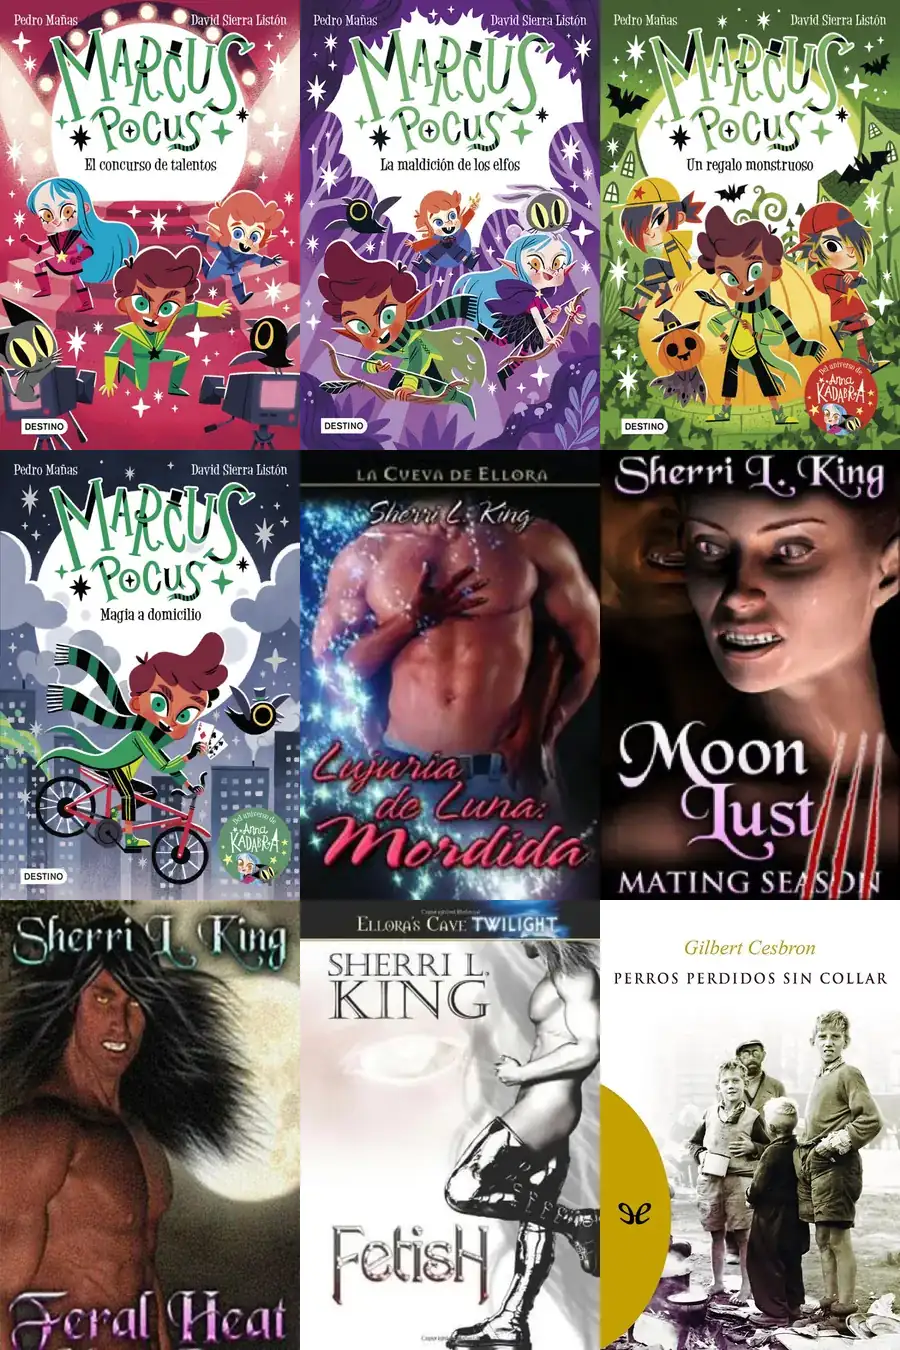 Pedro Mañas
David Sierra Listón
MARCUS
POCUS
El concurso de talentos
DESTINO
Pedro Mañas
David Sierra Listón
MARCUS
POCUS
La maldición de los elfos
DESTINO
Pedro Mañas
David Sierra Listón
MARCUS
POCUS
Un regalo monstruoso
Del universo de
Anna
KADABRA
DESTINO
Pedro Mañas
David Sierra Listón
MARCUS
POCUS
Magia a domicilio
Del universo de
Anna
KADABRA
DESTINO
LA CUEVA DE ELLORA
Sherri L. King
Lujuria
de Luna:
Mordida
Sherri L. King
Moon
Lust
MATING SEASON
Sherri L. King
Feral Heat
ELLORA'S CAVE TWILIGHT
SHERRI L.
KING
Fetish
Gilbert Cesbron
PERROS PERDIDOS SIN COLLAR